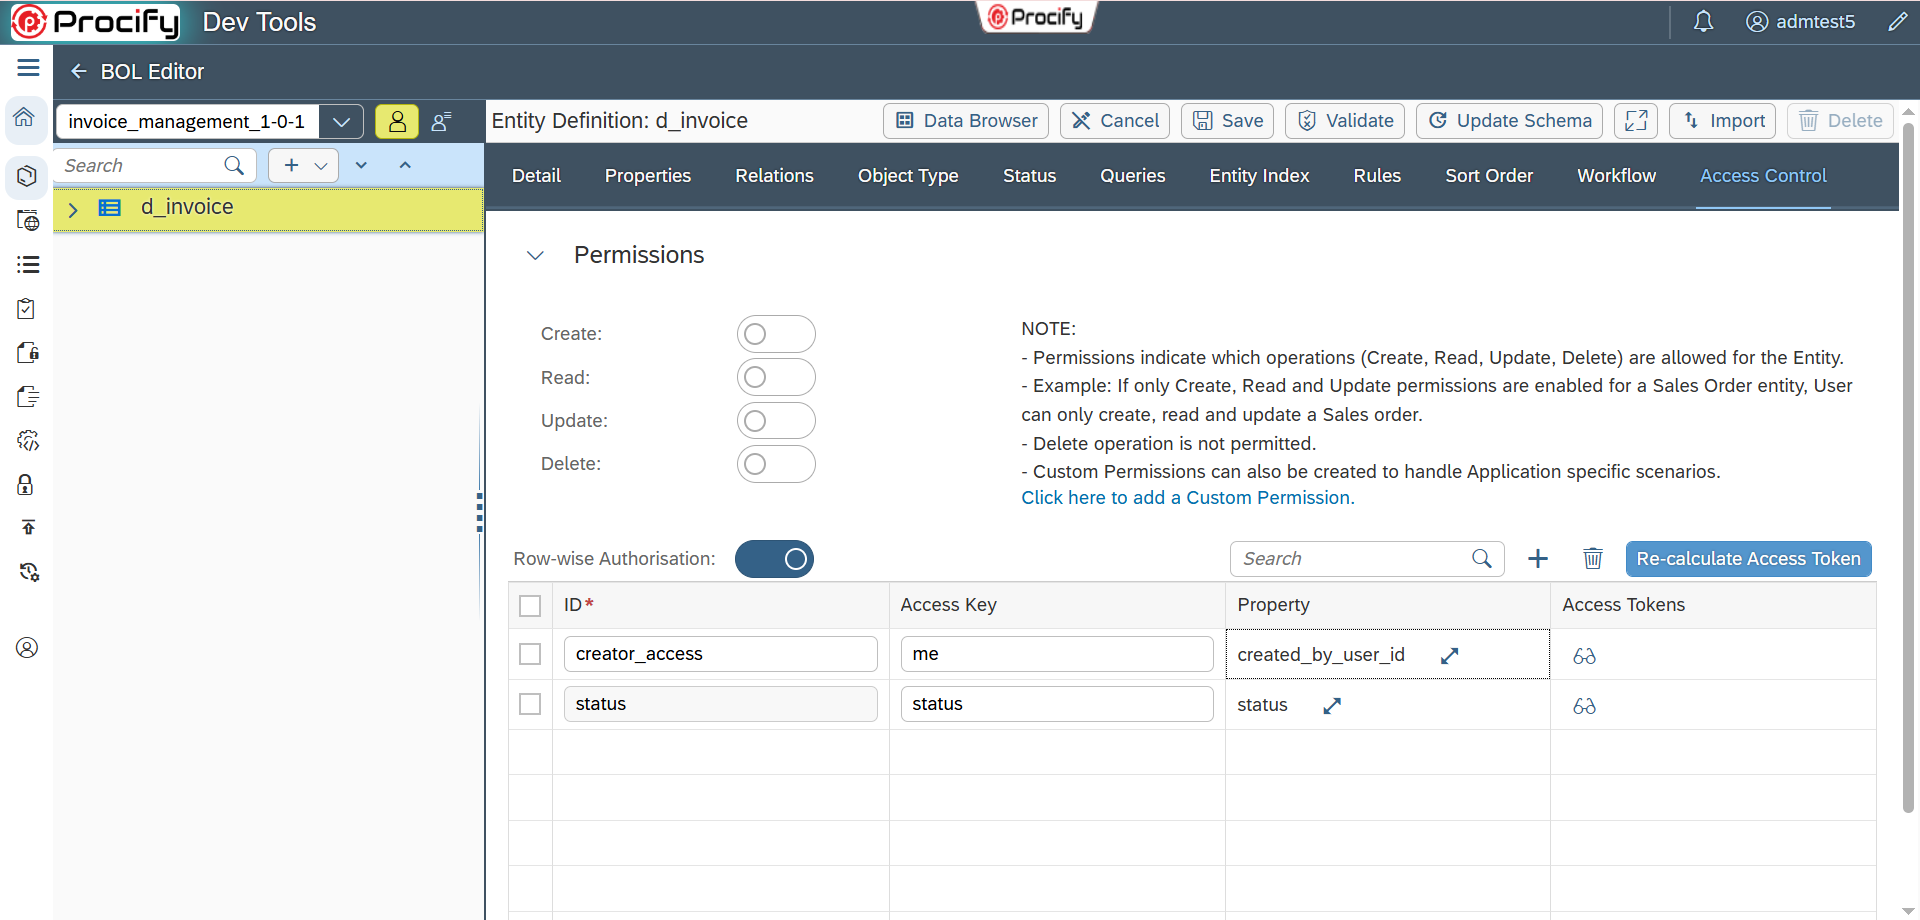 Procify Dev Tools
Procify
admtest5
BOL Editor
invoice_management_1-0-1
Entity Definition: d_invoice
Data Browser
Cancel
Save
Validate
Update Schema
Import
Delete
Search
Detail
Properties
Relations
Object Type
Status
Queries
Entity Index
Rules
Sort Order
Workflow
Access Control
d_invoice
Permissions
Create:
Read:
Update:
Delete:
NOTE:
- Permissions indicate which operations (Create, Read, Update, Delete) are allowed for the Entity.
- Example: If only Create, Read and Update permissions are enabled for a Sales Order entity, User
can only create, read and update a Sales order.
- Delete operation is not permitted.
- Custom Permissions can also be created to handle Application specific scenarios.
Click here to add a Custom Permission.
Row-wise Authorisation:
Search
Re-calculate Access Token
ID*
Access Key
Property
Access Tokens
creator_access
me
created_by_user_id
status
status
status